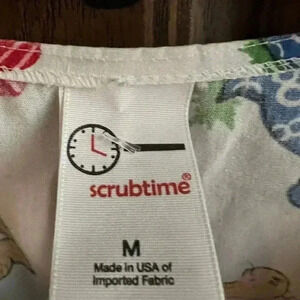 scrubtime®
M
Made in USA of
Imported Fabric